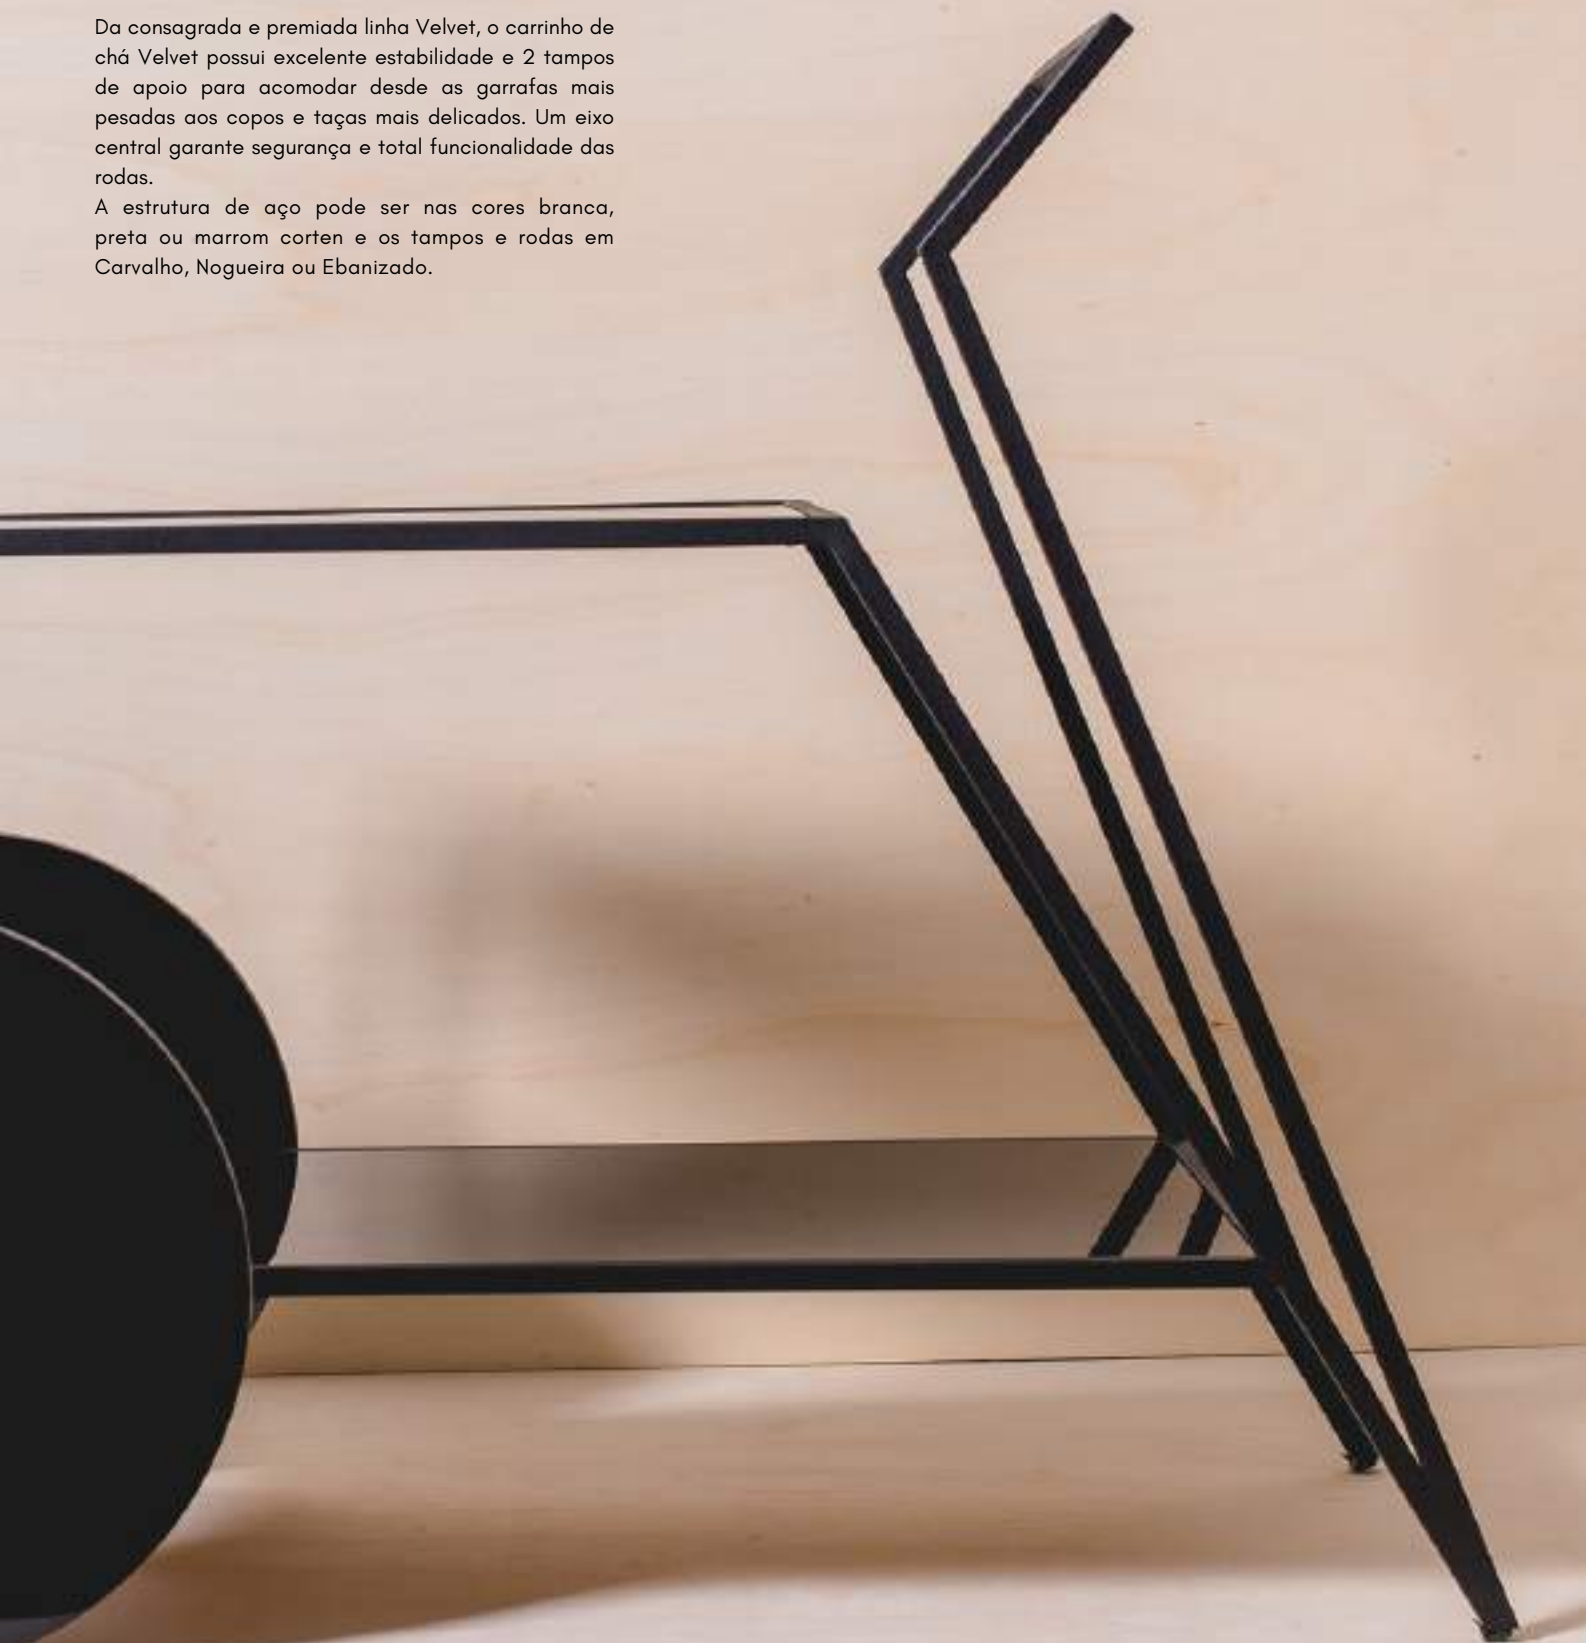 Da consagrada e premiada linha Velvet, o carrinho de
chá Velvet possui excelente estabilidade e 2 tampos
de apoio para acomodar desde as garrafas mais
pesadas aos copos e taças mais delicados. Um eixo
central garante segurança e total funcionalidade das
rodas.
A estrutura de aço pode ser nas cores branca,
preta ou marrom corten e os tampos e rodas em
Carvalho, Nogueira ou Ebanizado.